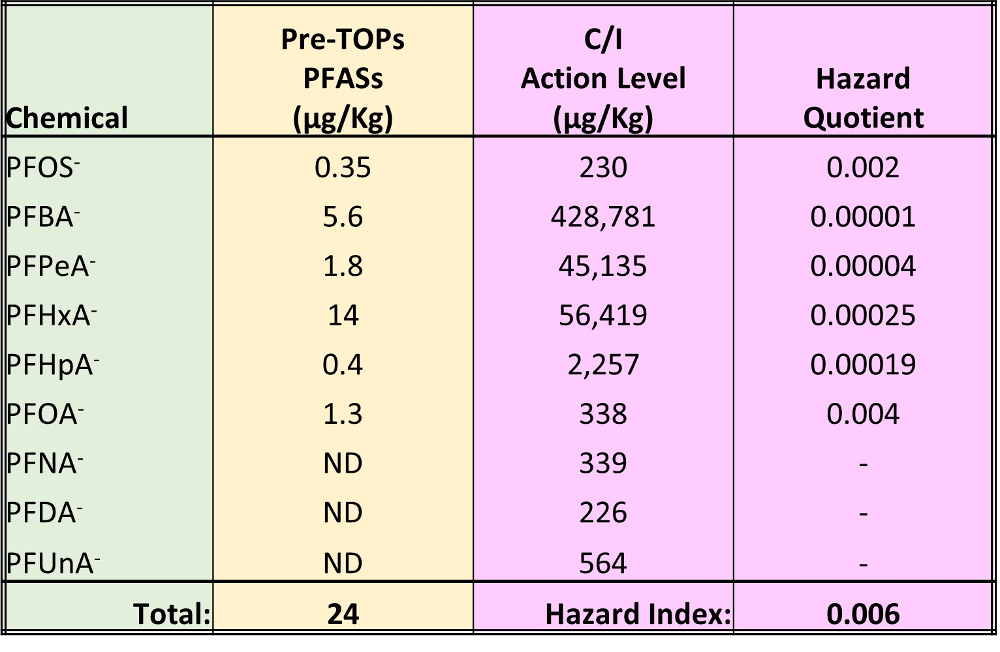 Chemical Pre-TOPs PFASs (µg/Kg) C/I Action Level (µg/Kg) Hazard Quotient
PFOS- 0.35 230 0.002
PFBA- 5.6 428,781 0.00001
PFPeA- 1.8 45,135 0.00004
PFHxA- 14 56,419 0.00025
PFHpA- 0.4 2,257 0.00019
PFOA- 1.3 338 0.004
PFNA- ND 339 -
PFDA- ND 226 -
PFUnA- ND 564 -
Total: 24 Hazard Index: 0.006